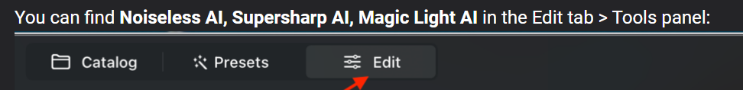 You can find Noiseless AI, Supersharp AI, Magic Light AI in the Edit tab > Tools panel:
Catalog Presets Edit